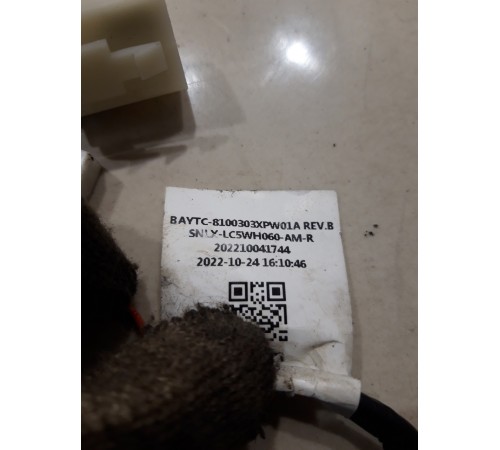 BAYTC-8100303XPW01A REV.B
SNLX-LC5WH060-AM-R
202210041744
2022-10-24 16:10:46